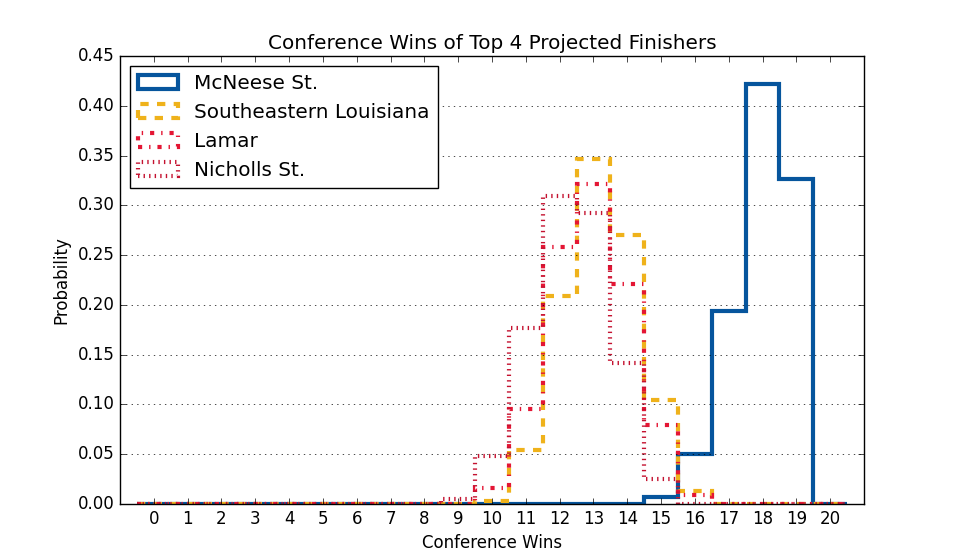 Conference Wins of Top 4 Projected Finishers
McNeese St.
Southeastern Louisiana
Lamar
Nicholls St.
Probability
0.45
0.40
0.35
0.30
0.25
0.20
0.15
0.10
0.05
0.00
0 1 2 3 4 5 6 7 8 9 10 11 12 13 14 15 16 17 18 19 20
Conference Wins